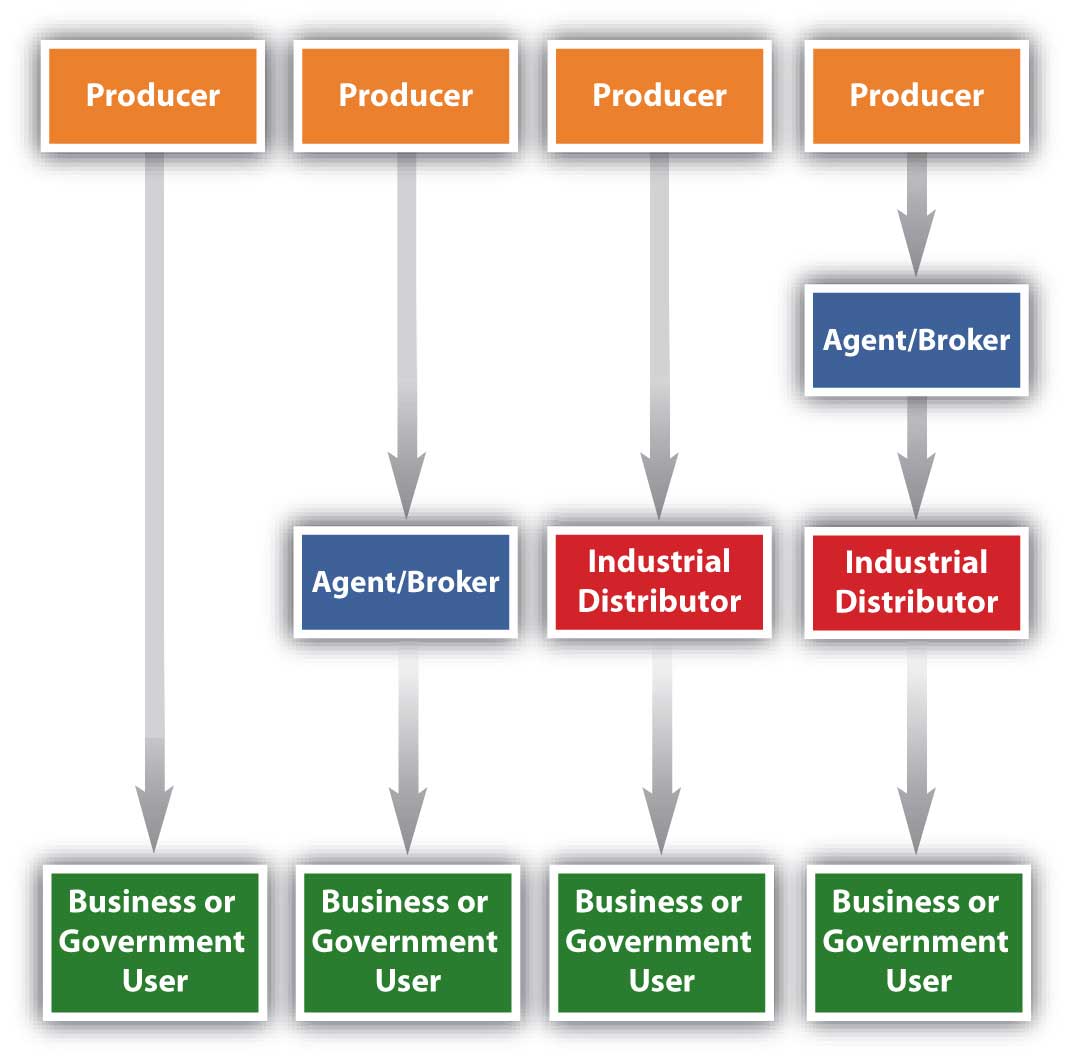 Producer
Producer
Producer
Producer
Agent/Broker
Agent/Broker
Industrial
Distributor
Industrial
Distributor
Business or
Government
User
Business or
Government
User
Business or
Government
User
Business or
Government
User